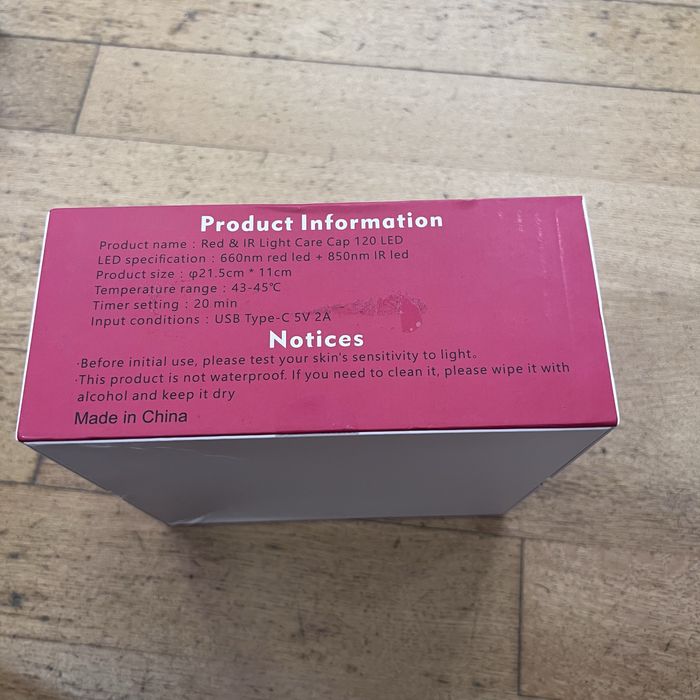 Product Information
Product name : Red & IR Light Care Cap 120 LED
LED specification : 660nm red led + 850nm IR led
Product size : φ21.5cm * 11cm
Temperature range : 43-45℃
Timer setting : 20 min
Input conditions : USB Type-C 5V 2A
Notices
·Before initial use, please test your skin's sensitivity to light。
·This product is not waterproof. If you need to clean it, please wipe it with
alcohol and keep it dry
Made in China